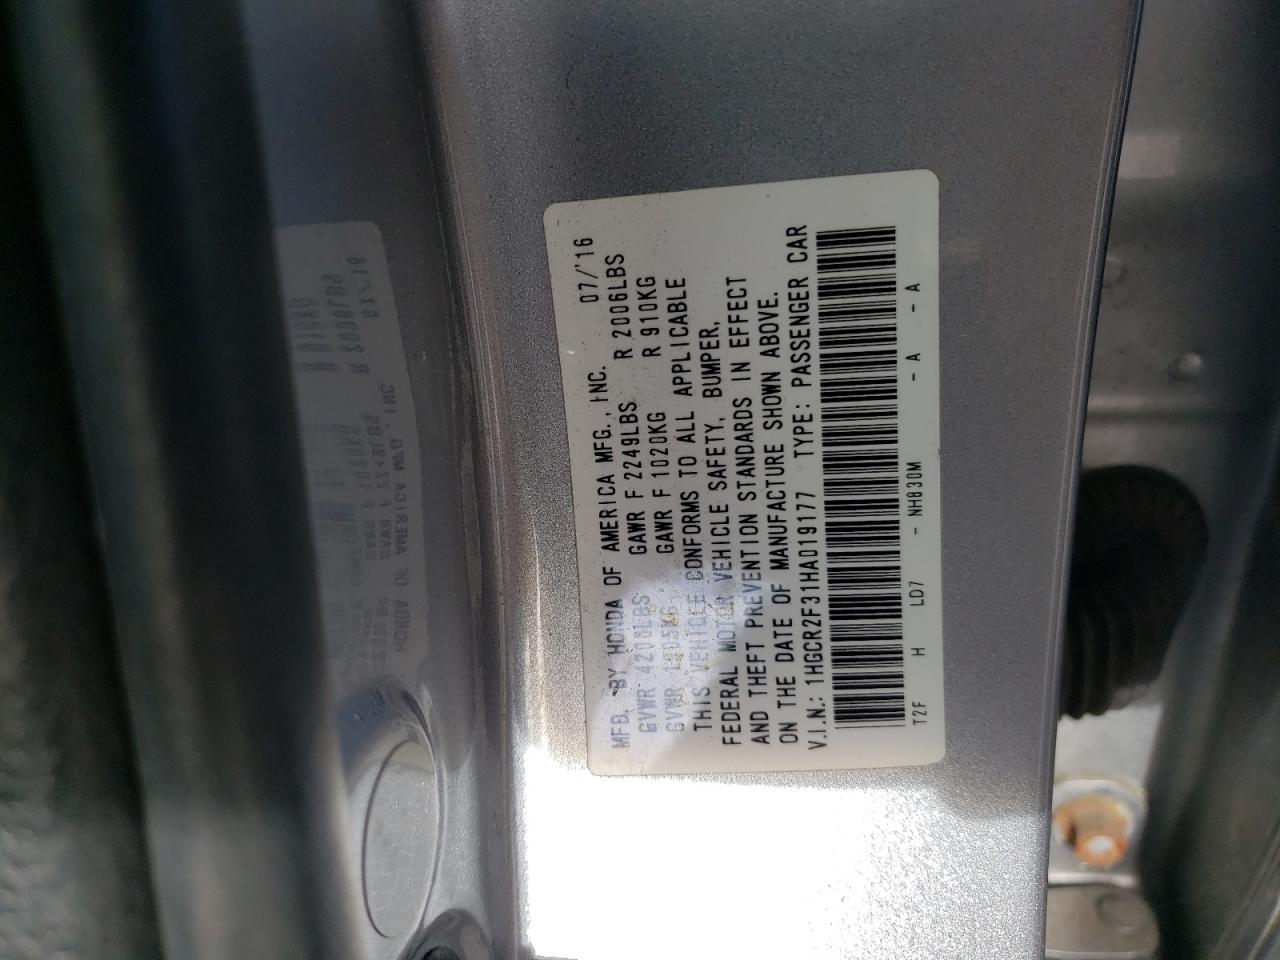 MFD. BY HONDA OF AMERICA MFG., INC. 07/'16
GVWR 4200LBS GAWR F 2249LBS R 2006LBS
GVWR GAWR F 1020KG R 910KG
THIS VEHICLE CONFORMS TO ALL APPLICABLE
FEDERAL MOTOR VEHICLE SAFETY, BUMPER,
AND THEFT PREVENTION STANDARDS IN EFFECT
ON THE DATE OF MANUFACTURE SHOWN ABOVE.
V.I.N.: 1HGCR2F31HA019177 TYPE: PASSENGER CAR
T2F H LD7 - NH830M - A - A